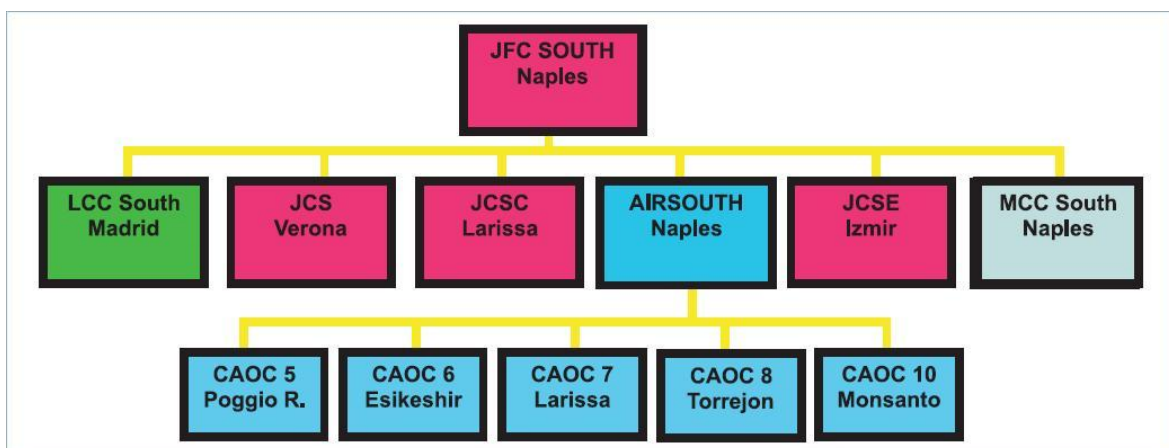 JFC SOUTH
Naples
LCC South
Madrid
JCS
Verona
JCSC
Larissa
AIRSOUTH
Naples
JCSE
Izmir
MCC South
Naples
CAOC 5
Poggio R.
CAOC 6
Esikeshir
CAOC 7
Larissa
CAOC 8
Torrejon
CAOC 10
Monsanto